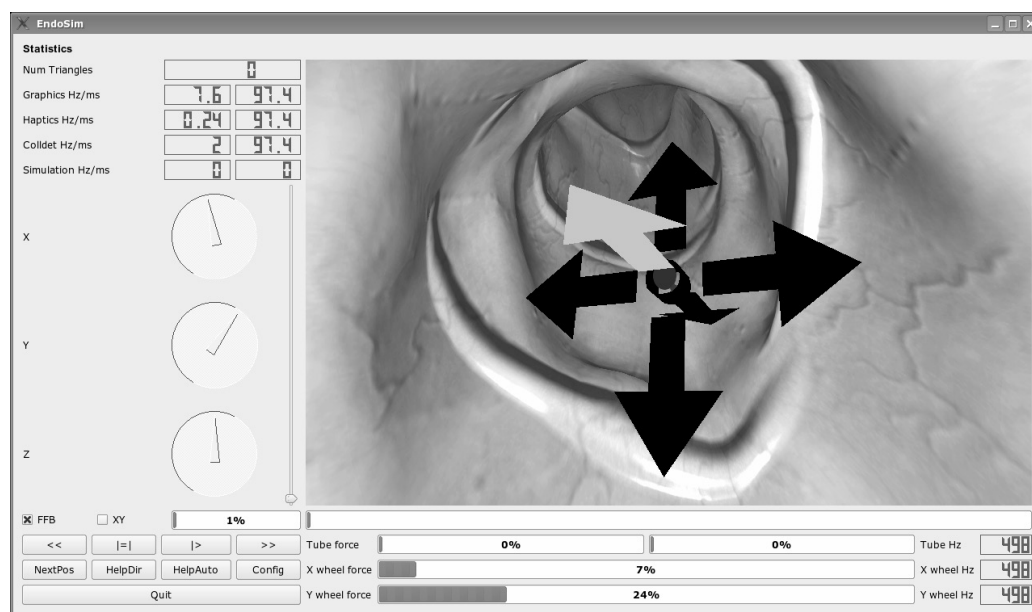 EndoSim
Statistics
Num Triangles 0
Graphics Hz/ms 7.6 97.4
Haptics Hz/ms 0.24 97.4
Colldet Hz/ms 2 97.4
Simulation Hz/ms 0 0
X
Y
Z
FFB XY 1%
<< |=| |> >> Tube force 0% 0% Tube Hz 498
NextPos HelpDir HelpAuto Config X wheel force 7% X wheel Hz 498
Quit Y wheel force 24% Y wheel Hz 498